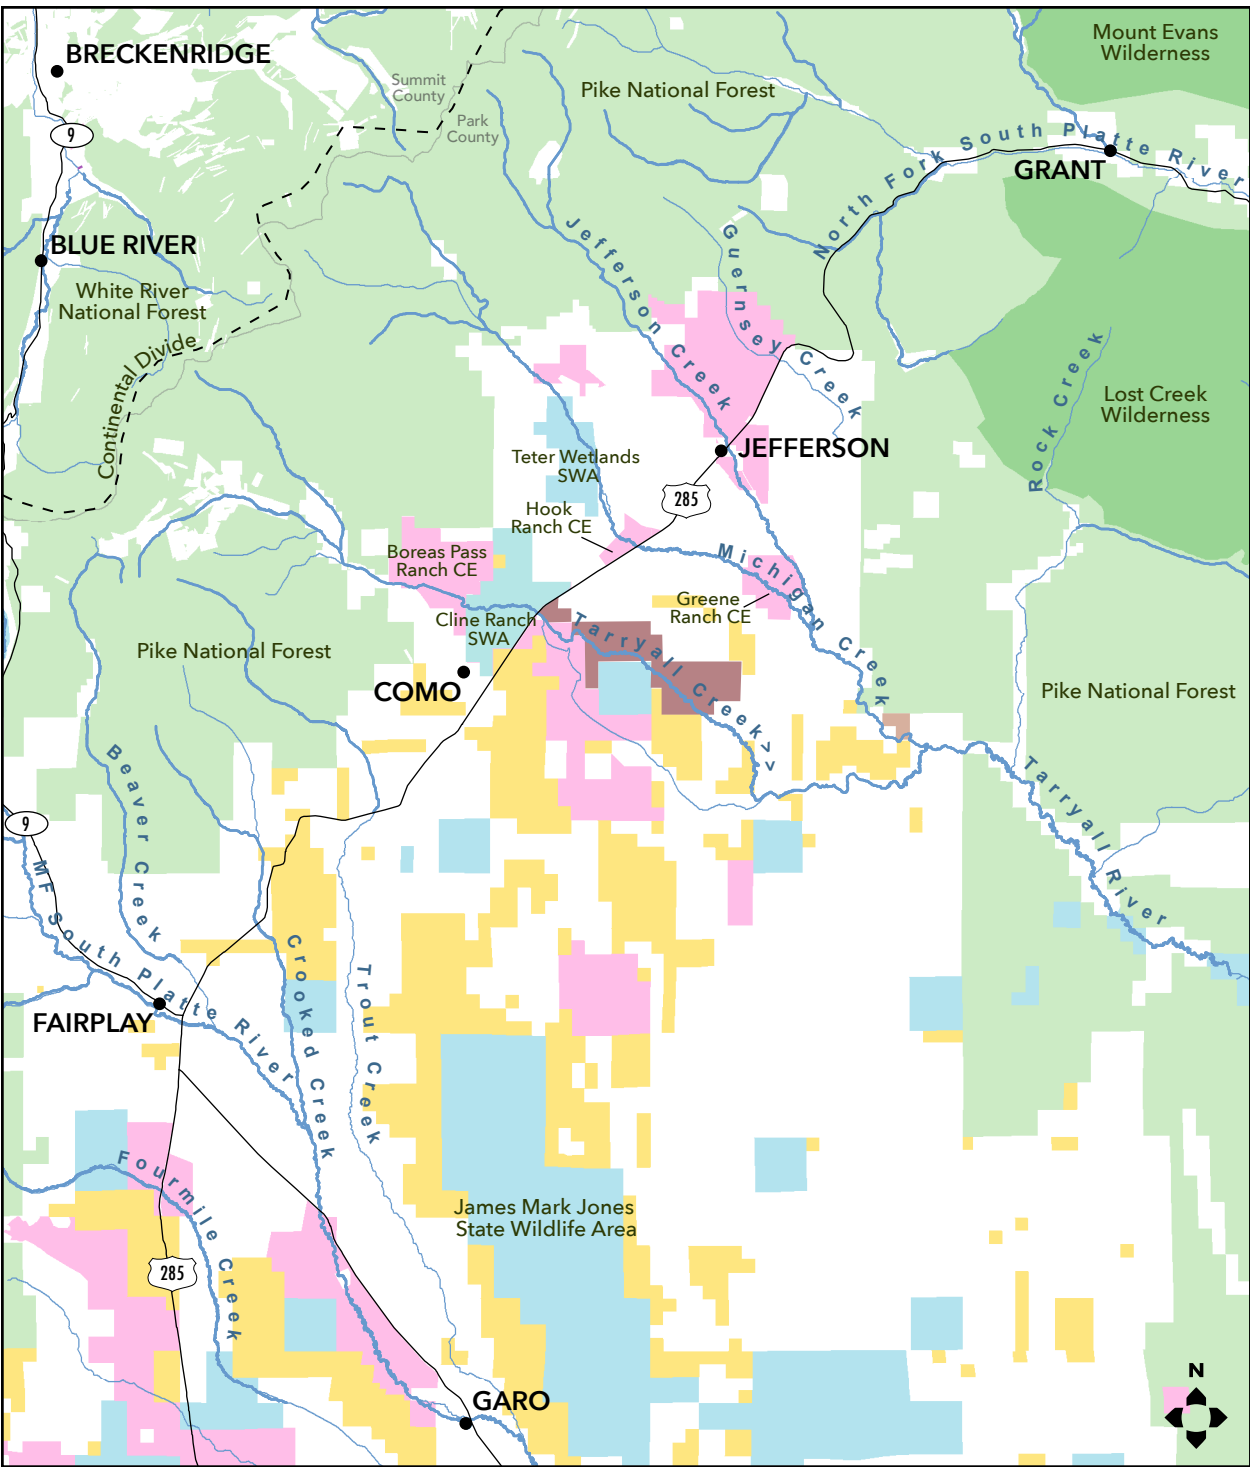 Mount Evans
Wilderness
BRECKENRIDGE
Summit
County
Pike National Forest
Park
County
9
North Fork South Platte River
GRANT
BLUE RIVER
Jefferson Creek
Guernsey Creek
White River
National Forest
Continental Divide
Rock Creek
Lost Creek
Wilderness
JEFFERSON
Teter Wetlands
SWA
285
Hook
Ranch CE
Boreas Pass
Ranch CE
Michigan Creek
Greene
Ranch CE
Cline Ranch
SWA
Tarryall Creek>>
Pike National Forest
COMO
Pike National Forest
Beaver Creek
Tarryall River
9
MF South Platte River
Crooked Creek
Trout Creek
FAIRPLAY
Fourmile Creek
James Mark Jones
State Wildlife Area
285
N
GARO